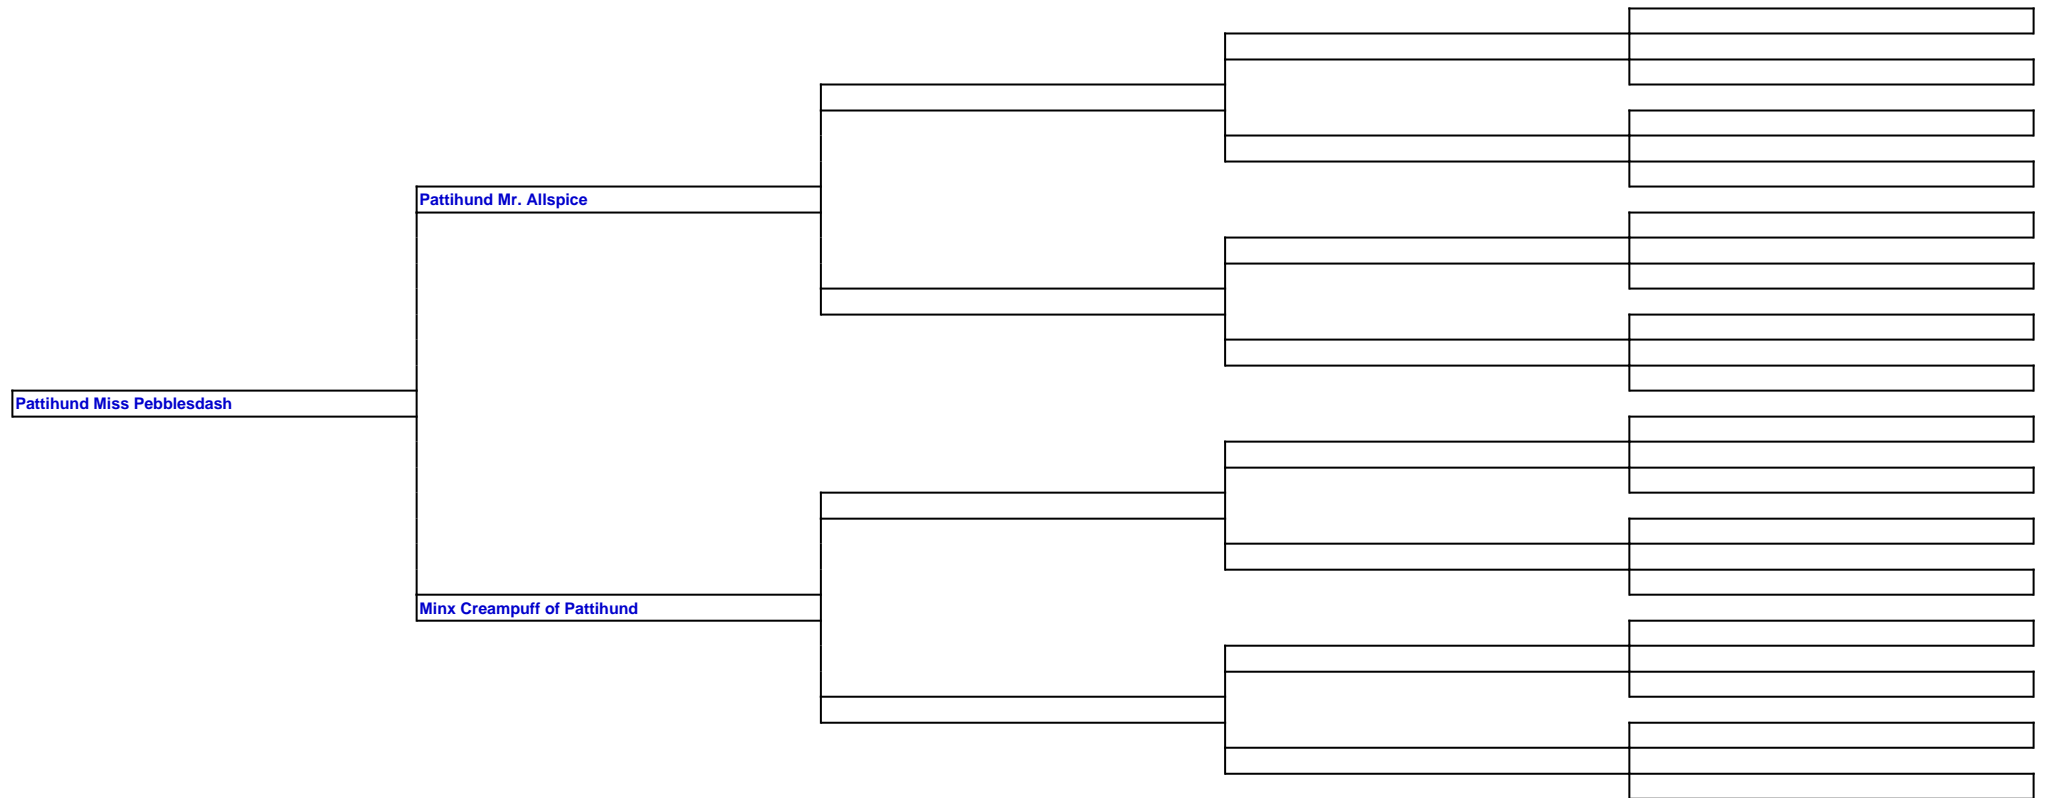 Pattihund Mr. Allspice
Pattihund Miss Pebblesdash
Minx Creampuff of Pattihund